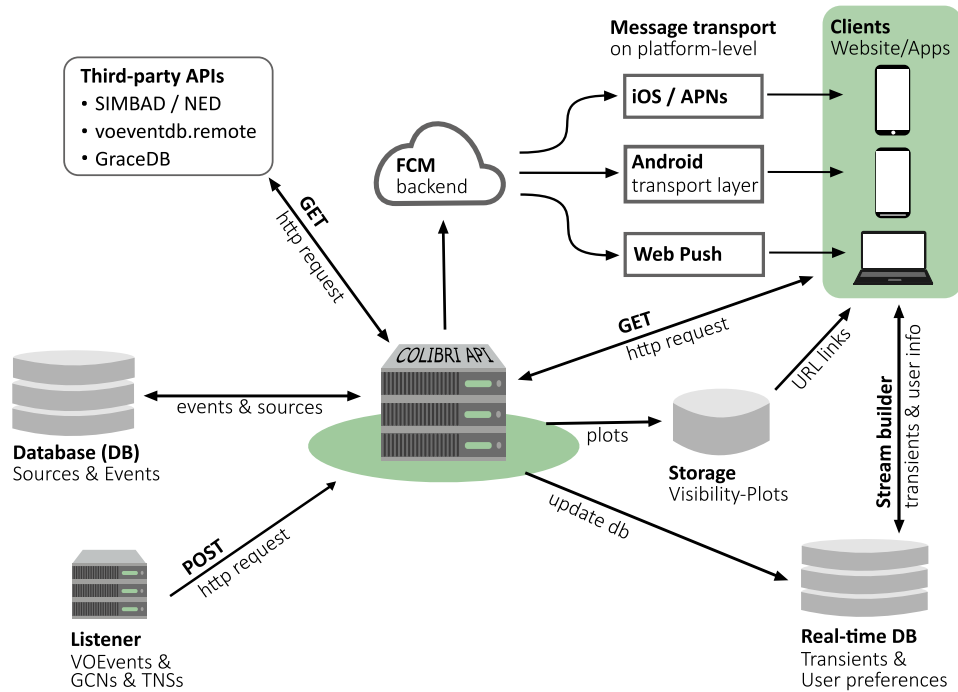 Message transport
on platform-level
Clients
Website/Apps
Third-party APIs
• SIMBAD / NED
• voeventdb.remote
• GraceDB
iOS / APNs
FCM
backend
Android
transport layer
Web Push
GET
http request
GET
http request
COLIBRI API
URL links
events & sources
plots
Stream builder
transients & user info
Database (DB)
Sources & Events
Storage
Visibility-Plots
update db
POST
http request
Listener
VOEvents &
GCNs & TNSs
Real-time DB
Transients &
User preferences